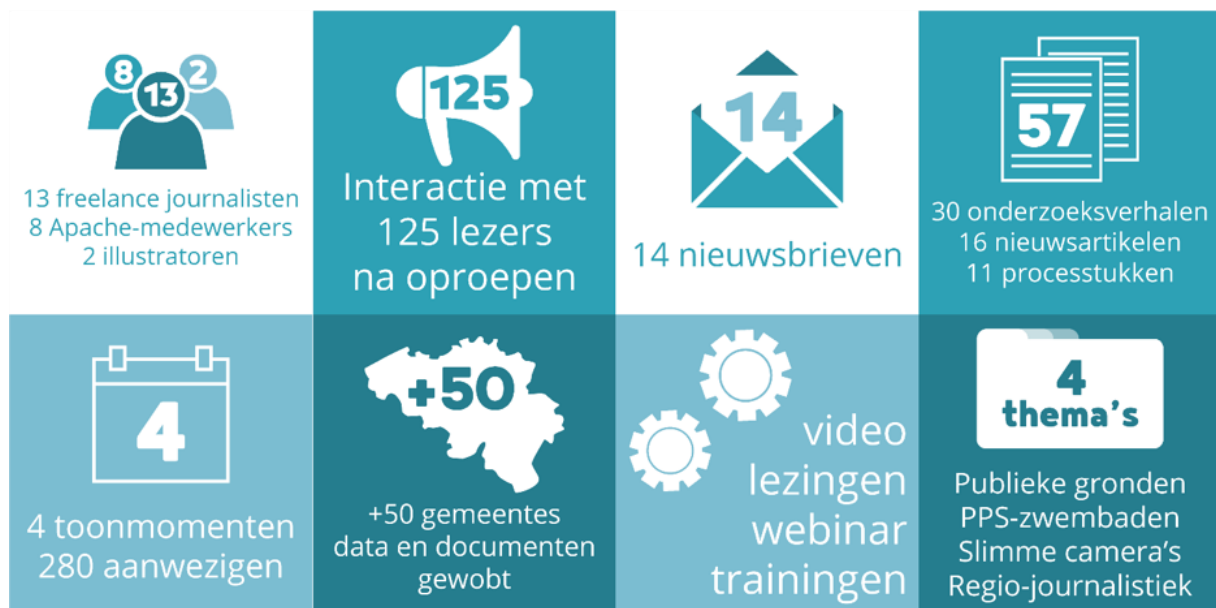 8 13 2
13 freelance journalisten
8 Apache-medewerkers
2 illustratoren
125
Interactie met
125 lezers
na oproepen
14
14 nieuwsbrieven
57
30 onderzoeksverhalen
16 nieuwsartikelen
11 processtukken
4
4 toonmomenten
280 aanwezigen
+50
+50 gemeentes
data en documenten
gewobt
video
lezingen
webinar
trainingen
4
thema's
Publieke gronden
PPS-zwembaden
Slimme camera's
Regio-journalistiek